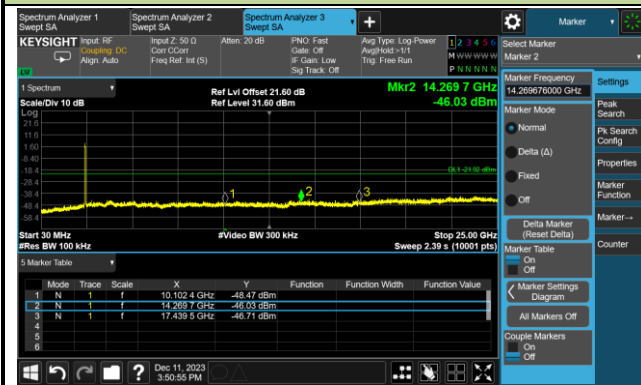 Spectrum Analyzer 1
Swept SA
Spectrum Analyzer 2
Swept SA
Spectrum Analyzer 3
Swept SA
+
Marker
KEYSIGHT
Input: RF
Coupling: DC
Align: Auto
Input Z: 50 Ω
Corr CCorr
Freq Ref: Int (S)
Atten: 20 dB
PNO: Fast
Gate: Off
IF Gain: Low
Sig Track: Off
Avg Type: Log-Power
Avg|Hold:>1/1
Trig: Free Run
1 2 3 4 5 6
M W W W W W
P N N N N N
Select Marker
Marker 2
1 Spectrum
Scale/Div 10 dB
Log
Ref Lvl Offset 21.60 dB
Ref Level 31.60 dBm
Mkr2 14.269 7 GHz
-46.03 dBm
21.6
11.6
1.60
-8.40
-18.4
-28.4
-38.4
-48.4
-58.4
DL1 -21.92 dBm
1
2
3
Start 30 MHz
#Res BW 100 kHz
#Video BW 300 kHz
Stop 25.00 GHz
Sweep 2.39 s (10001 pts)
5 Marker Table
Mode Trace Scale X Y Function Function Width Function Value
1 N 1 f 10.102 4 GHz -48.47 dBm
2 N 1 f 14.269 7 GHz -46.03 dBm
3 N 1 f 17.439 5 GHz -46.71 dBm
4
5
6
Marker Frequency
14.269676000 GHz
Marker Mode
Normal
Delta (Δ)
Fixed
Off
Delta Marker
(Reset Delta)
Marker Table
On
Off
Marker Settings
Diagram
All Markers Off
Couple Markers
On
Off
Settings
Peak
Search
Pk Search
Config
Properties
Marker
Function
Marker→
Counter
?
Dec 11, 2023
3:50:55 PM